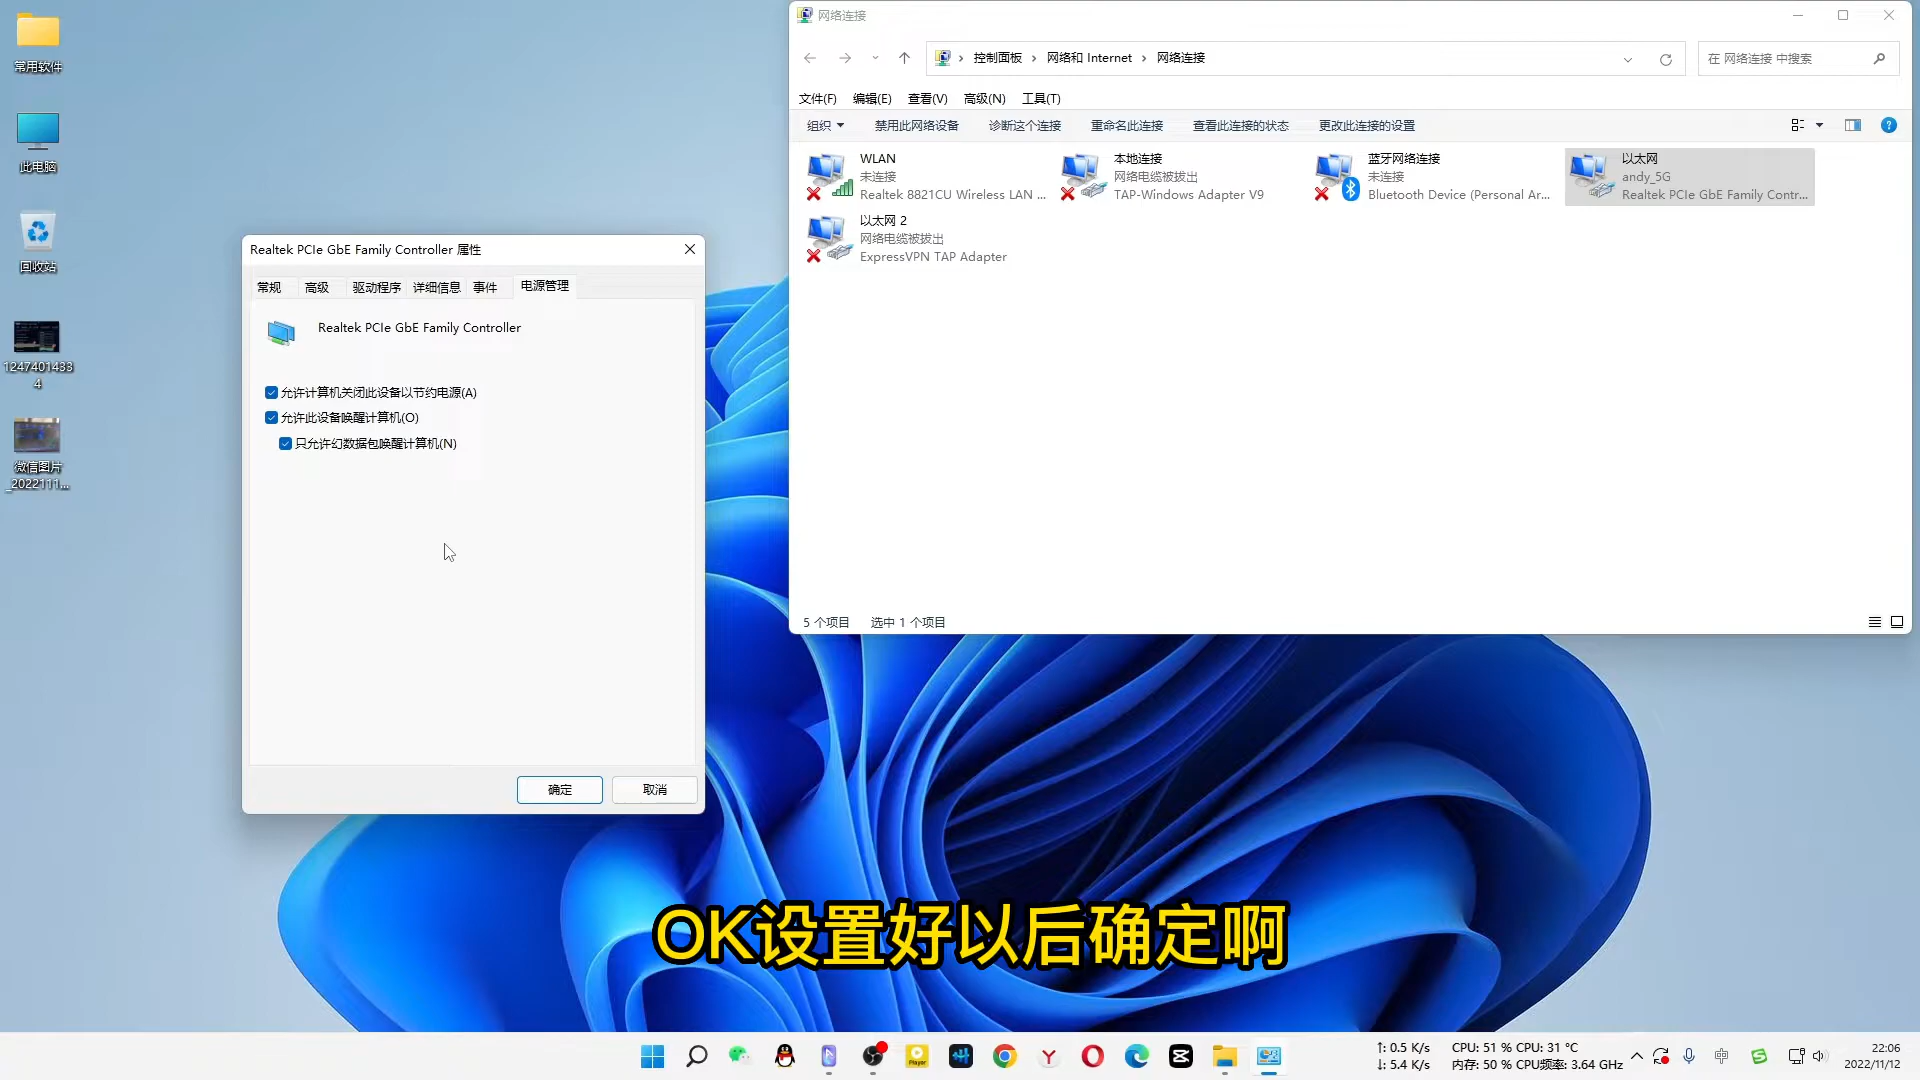 常用软件
此电脑
回收站
1247401433
4
微信图片
_2022111...
网络连接
控制面板 › 网络和 Internet › 网络连接
在 网络连接 中搜索
文件(F) 编辑(E) 查看(V) 高级(N) 工具(T)
组织 禁用此网络设备 诊断这个连接 重命名此连接 查看此连接的状态 更改此连接的设置
WLAN
未连接
Realtek 8821CU Wireless LAN ...
本地连接
网络电缆被拔出
TAP-Windows Adapter V9
蓝牙网络连接
未连接
Bluetooth Device (Personal Ar...
以太网
andy_5G
Realtek PCIe GbE Family Contr...
以太网 2
网络电缆被拔出
ExpressVPN TAP Adapter
5 个项目 选中 1 个项目
Realtek PCIe GbE Family Controller 属性
常规 高级 驱动程序 详细信息 事件 电源管理
Realtek PCIe GbE Family Controller
允许计算机关闭此设备以节约电源(A)
允许此设备唤醒计算机(O)
只允许幻数据包唤醒计算机(N)
确定 取消
OK设置好以后确定啊
Player
↑: 0.5 K/s CPU: 51 % CPU: 31 °C
↓: 5.4 K/s 内存: 50 % CPU频率: 3.64 GHz
中
22:06
2022/11/12